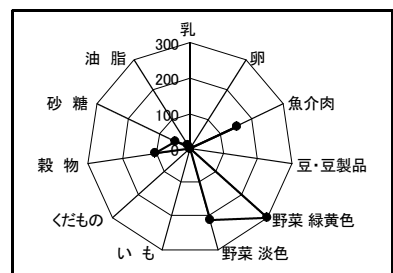 乳
卵
魚介肉
豆・豆製品
野菜 緑黄色
野菜 淡色
い も
くだもの
穀 物
砂 糖
油 脂
300
200
100
0